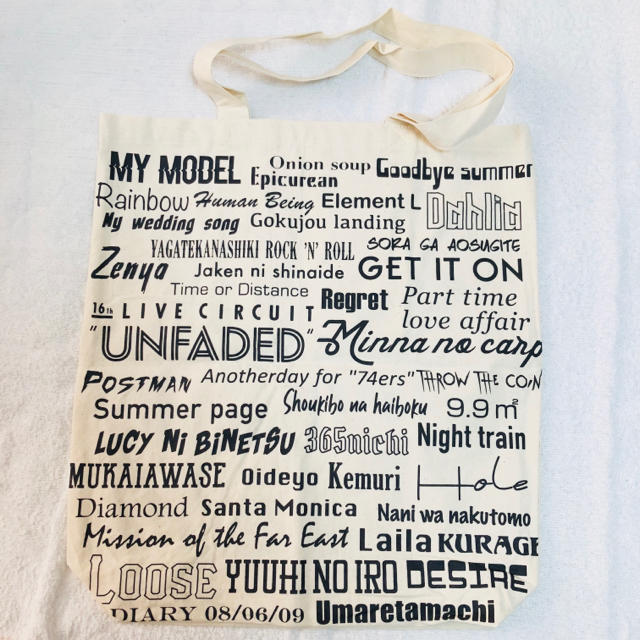 MY MODEL Onion soup Goodbye summer
Epicurean
Rainbow Human Being Element L Dahlia
My wedding song Gokujou landing
YAGATEKANASHIKI ROCK 'N' ROLL SORA GA AOSUGITE
Zenya Jaken ni shinaide GET IT ON
Time or Distance Regret Part time
love affair
16th LIVE CIRCUIT
"UNFADED" Minna no carp
POSTMAN Anotherday for "74ers" THROW THE COIN
Summer page Shoukibo na haiboku 9.9㎡
LUCY Ni BiNETSU 365nichi Night train
MUKAIAWASE Oideyo Kemuri Hole
Diamond Santa Monica Nani wa nakutomo
Mission of the Far East Laila KURAGE
LOOSE YUUHI NO IRO DESIRE
DIARY 08/06/09 Umaretamachi